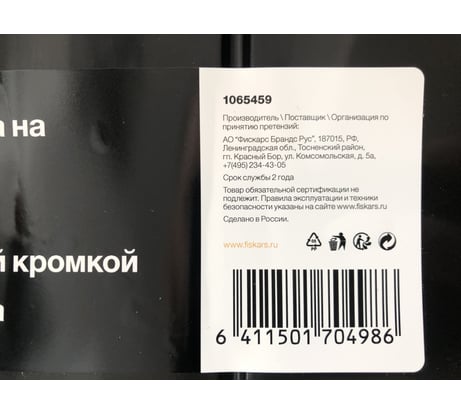 а на
й кромкой
а
1065459
Производитель \ Поставщик \ Организация по
принятию претензий:
АО "Фискарс Брандс Рус", 187015, РФ,
Ленинградская обл., Тосненский район,
гп. Красный Бор, ул. Комсомольская, д. 5а,
+7(495) 234-43-05
Срок службы 2 года
Товар обязательной сертификации не
подлежит. Правила эксплуатации и техники
безопасности указаны на сайте www.fiskars.ru
Сделано в России.
www.fiskars.ru
6 411501 704986